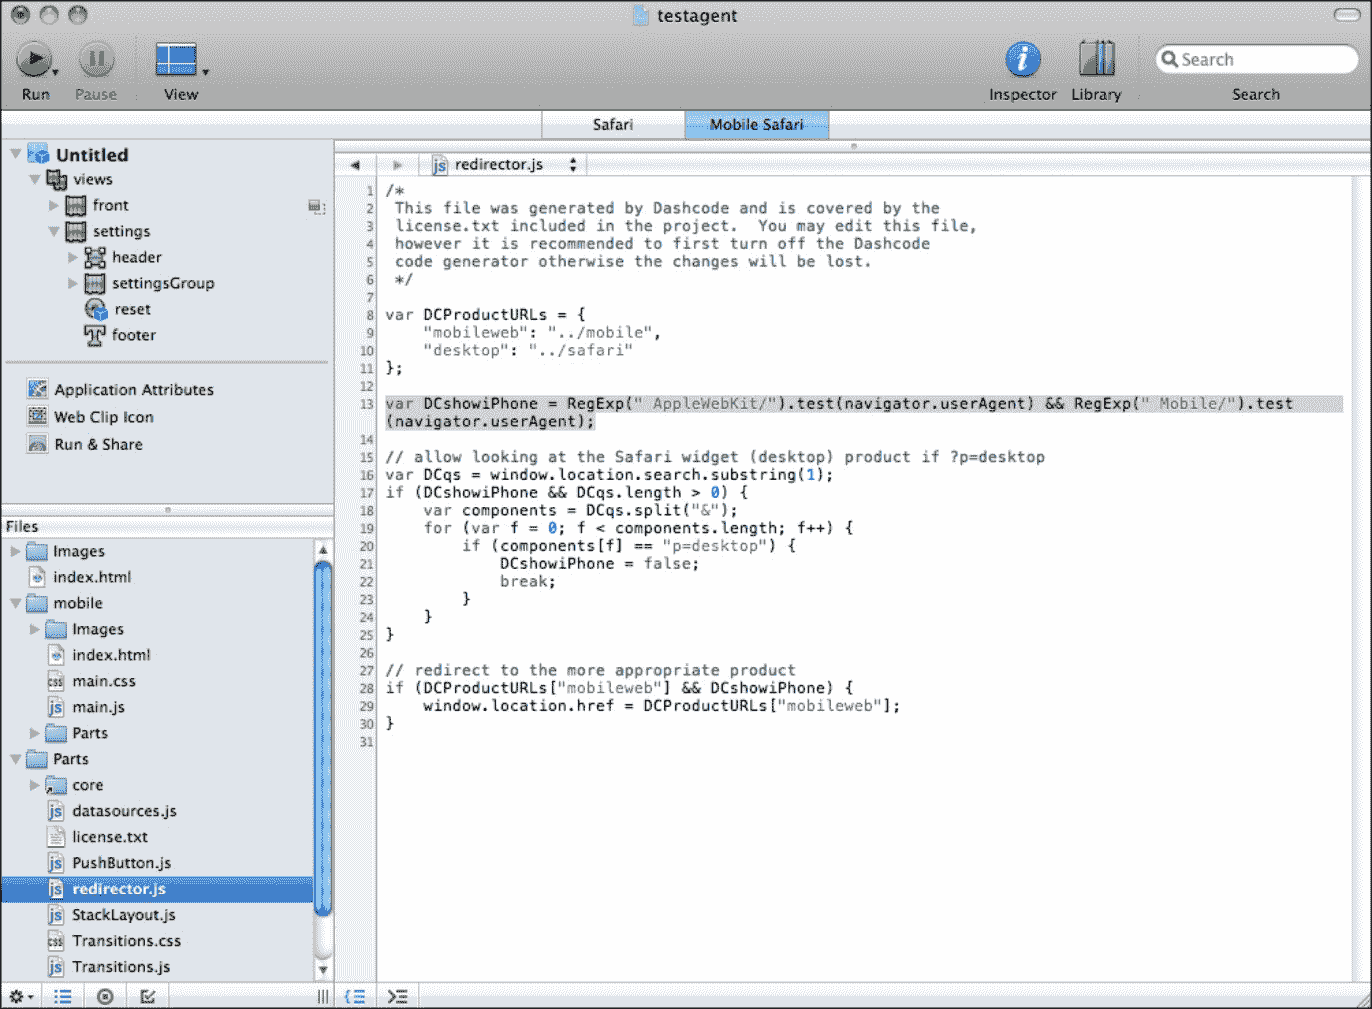 testagent
Run
Pause
View
Inspector
Library
Search
Search
Safari
Mobile Safari
Untitled
views
front
settings
header
settingsGroup
reset
footer
Application Attributes
Web Clip Icon
Run & Share
Files
Images
index.html
mobile
Images
index.html
main.css
main.js
Parts
Parts
core
datasources.js
license.txt
PushButton.js
redirector.js
StackLayout.js
Transitions.css
Transitions.js
redirector.js
1 /*
2 This file was generated by Dashcode and is covered by the
3 license.txt included in the project.  You may edit this file,
4 however it is recommended to first turn off the Dashcode
5 code generator otherwise the changes will be lost.
6 */
7
8 var DCProductURLs = {
9     "mobileweb": "../mobile",
10     "desktop": "../safari"
11 };
12
13 var DCshowiPhone = RegExp(" AppleWebKit/").test(navigator.userAgent) && RegExp(" Mobile/").test
(navigator.userAgent);
14
15 // allow looking at the Safari widget (desktop) product if ?p=desktop
16 var DCqs = window.location.search.substring(1);
17 if (DCshowiPhone && DCqs.length > 0) {
18     var components = DCqs.split("&");
19     for (var f = 0; f < components.length; f++) {
20         if (components[f] == "p=desktop") {
21             DCshowiPhone = false;
22             break;
23         }
24     }
25 }
26
27 // redirect to the more appropriate product
28 if (DCProductURLs["mobileweb"] && DCshowiPhone) {
29     window.location.href = DCProductURLs["mobileweb"];
30 }
31